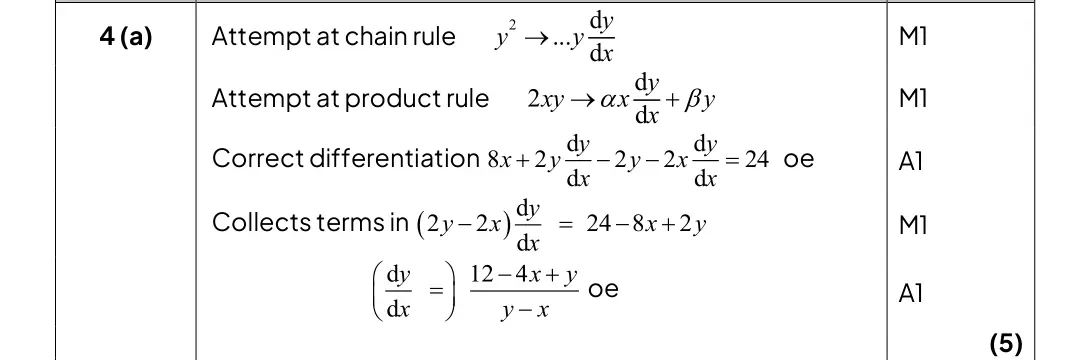 4 (a) Attempt at chain rule y² → ...y dy/dx M1
Attempt at product rule 2xy → αx dy/dx + βy M1
Correct differentiation 8x + 2y dy/dx − 2y − 2x dy/dx = 24 oe A1
Collects terms in (2y − 2x) dy/dx = 24 − 8x + 2y M1
(dy/dx =) (12 − 4x + y)/(y − x) oe A1
(5)